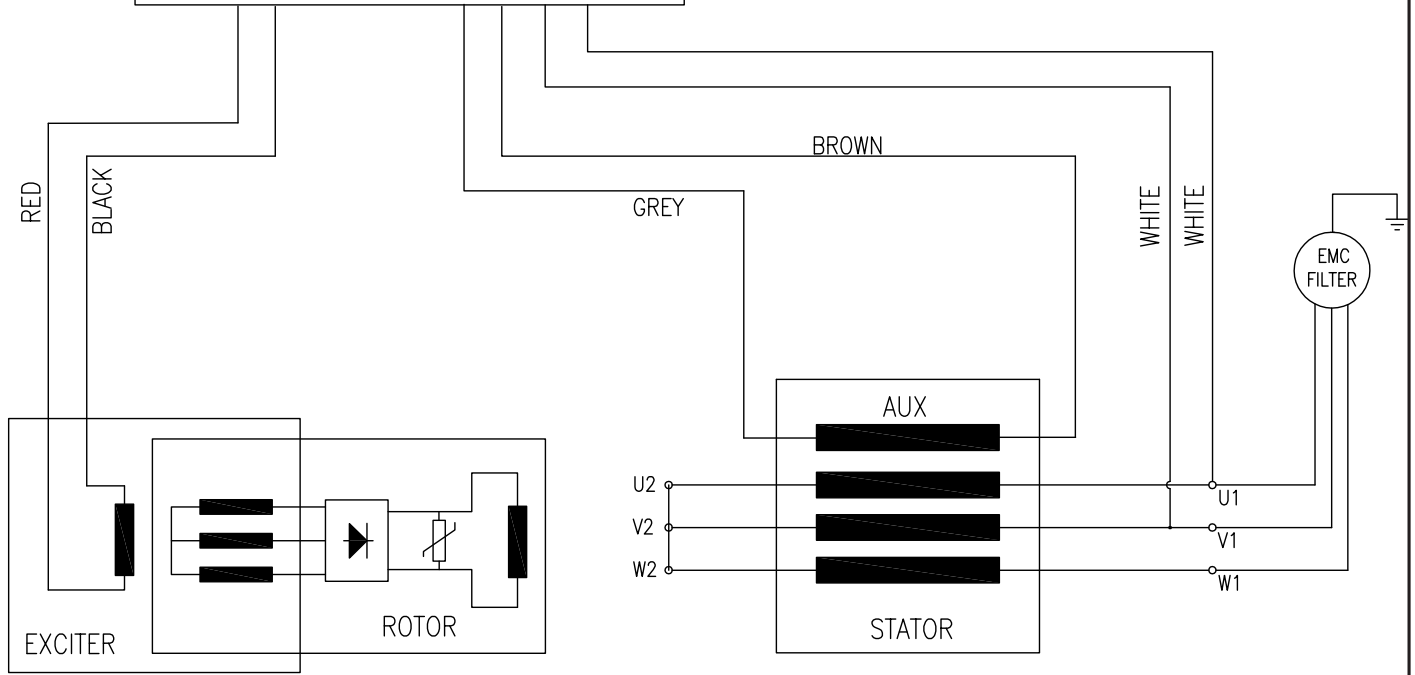 BROWN
RED
BLACK
GREY
WHITE
WHITE
EMC
FILTER
AUX
U2
U1
V2
V1
W2
W1
EXCITER
ROTOR
STATOR